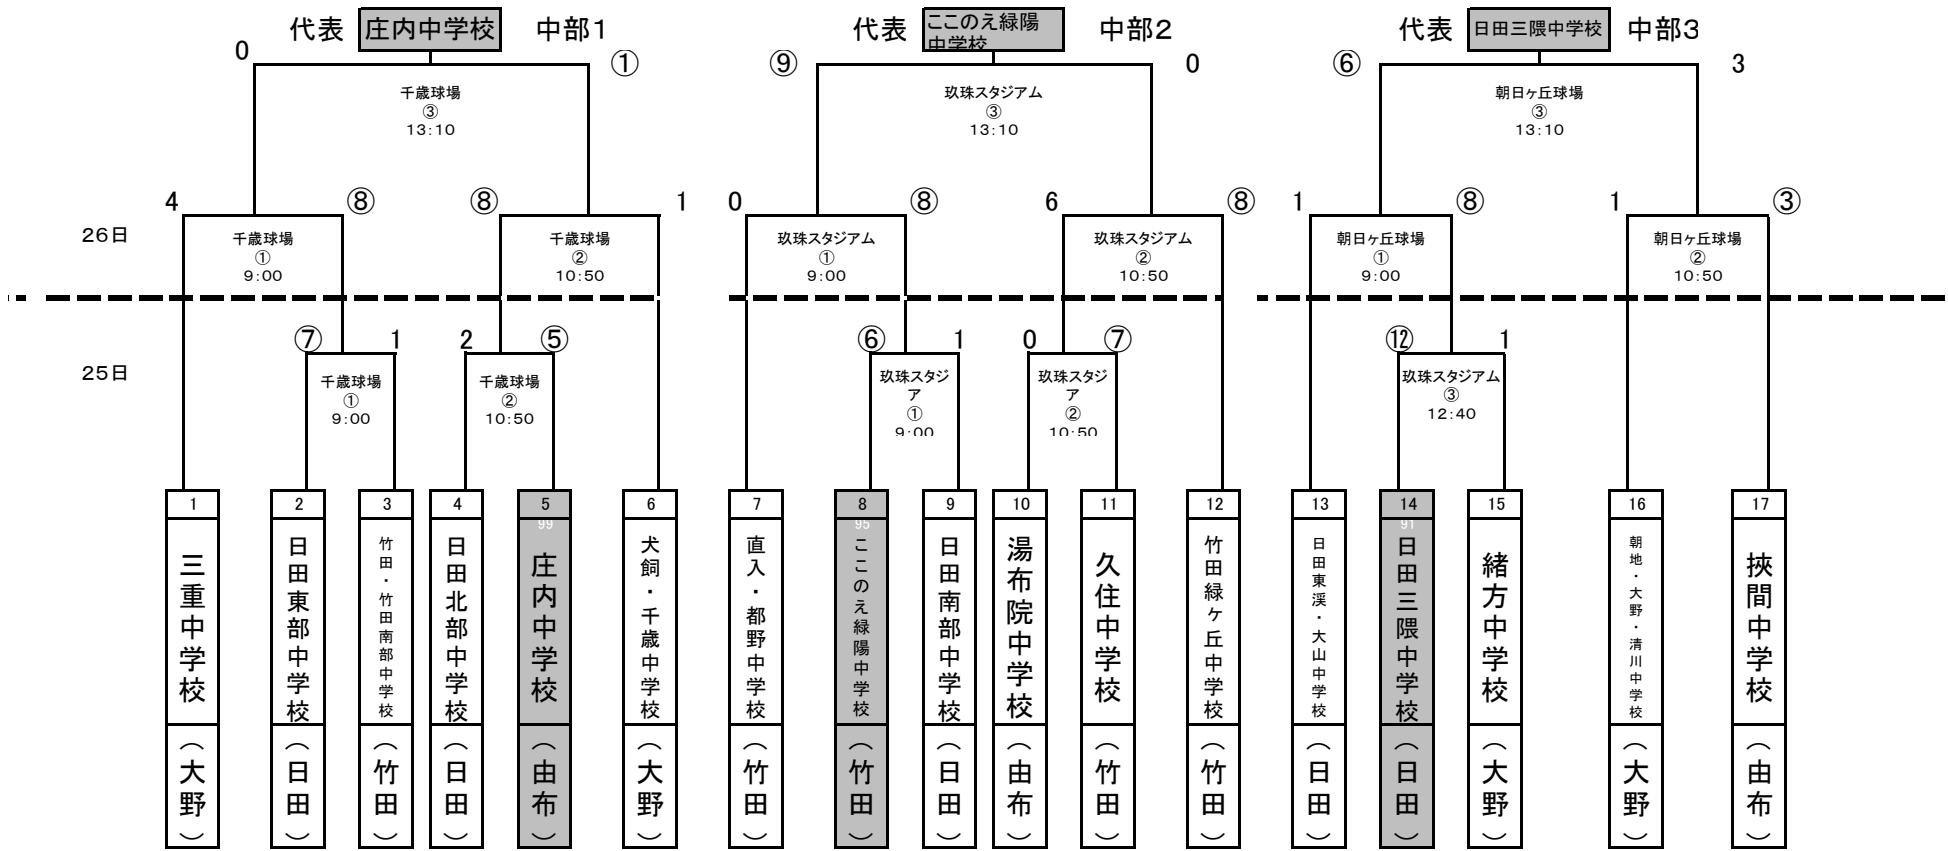 代表 庄内中学校 中部1
代表 ここのえ緑陽中学校 中部2
代表 日田三隈中学校 中部3
0 ① ⑨ 0 ⑥ 3
千歳球場 玖珠スタジアム 朝日ヶ丘球場
③ ③ ③
13:10 13:10 13:10
4 ⑧ ⑧ 1 0 ⑧ 6 ⑧ 1 ⑧ 1 ③
26日
千歳球場 千歳球場 玖珠スタジアム 玖珠スタジアム 朝日ヶ丘球場 朝日ヶ丘球場
① ② ① ② ① ②
9:00 10:50 9:00 10:50 9:00 10:50
⑦ 1 2 ⑤ ⑥ 1 0 ⑦ ⑫ 1
25日
千歳球場 千歳球場 玖珠スタジア 玖珠スタジア 玖珠スタジアム
① ② ① ② ③
9:00 10:50 9:00 10:50 12:40
1 2 3 4 5 6 7 8 9 10 11 12 13 14 15 16 17
99 95 91
三重中学校
日田東部中学校
竹田・竹田南部中学校
日田北部中学校
庄内中学校
犬飼・千歳中学校
直入・都野中学校
ここのえ緑陽中学校
日田南部中学校
湯布院中学校
久住中学校
竹田緑ヶ丘中学校
日田東渓・大山中学校
日田三隈中学校
緒方中学校
朝地・大野・清川中学校
挾間中学校
（大野）
（日田）
（竹田）
（日田）
（由布）
（大野）
（竹田）
（竹田）
（日田）
（由布）
（竹田）
（竹田）
（日田）
（日田）
（大野）
（大野）
（由布）